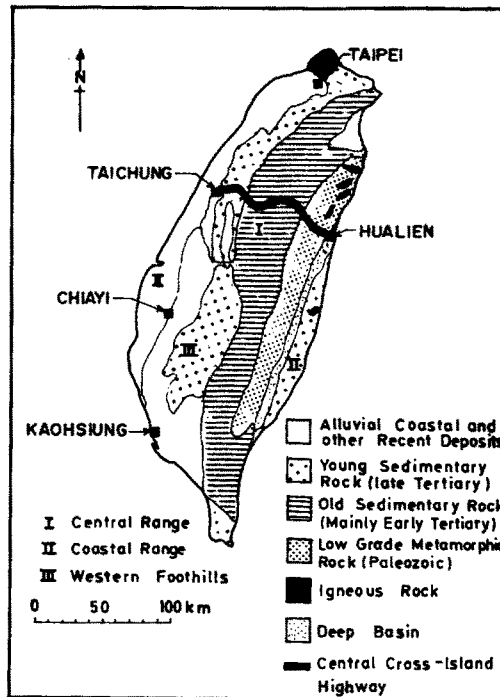 TAIPEI
N
TAICHUNG
I
HUALIEN
II
CHIAYI
III
II
KAOHSIUNG
Alluvial Coastal and
other Recent Deposits
Young Sedimentary
Rock (late Tertiary)
Old Sedimentary Rock
(Mainly Early Tertiary)
Low Grade Metamorphic
Rock (Paleozoic)
Igneous Rock
Deep Basin
Central Cross-Island
Highway
I Central Range
II Coastal Range
III Western Foothills
0 50 100 km